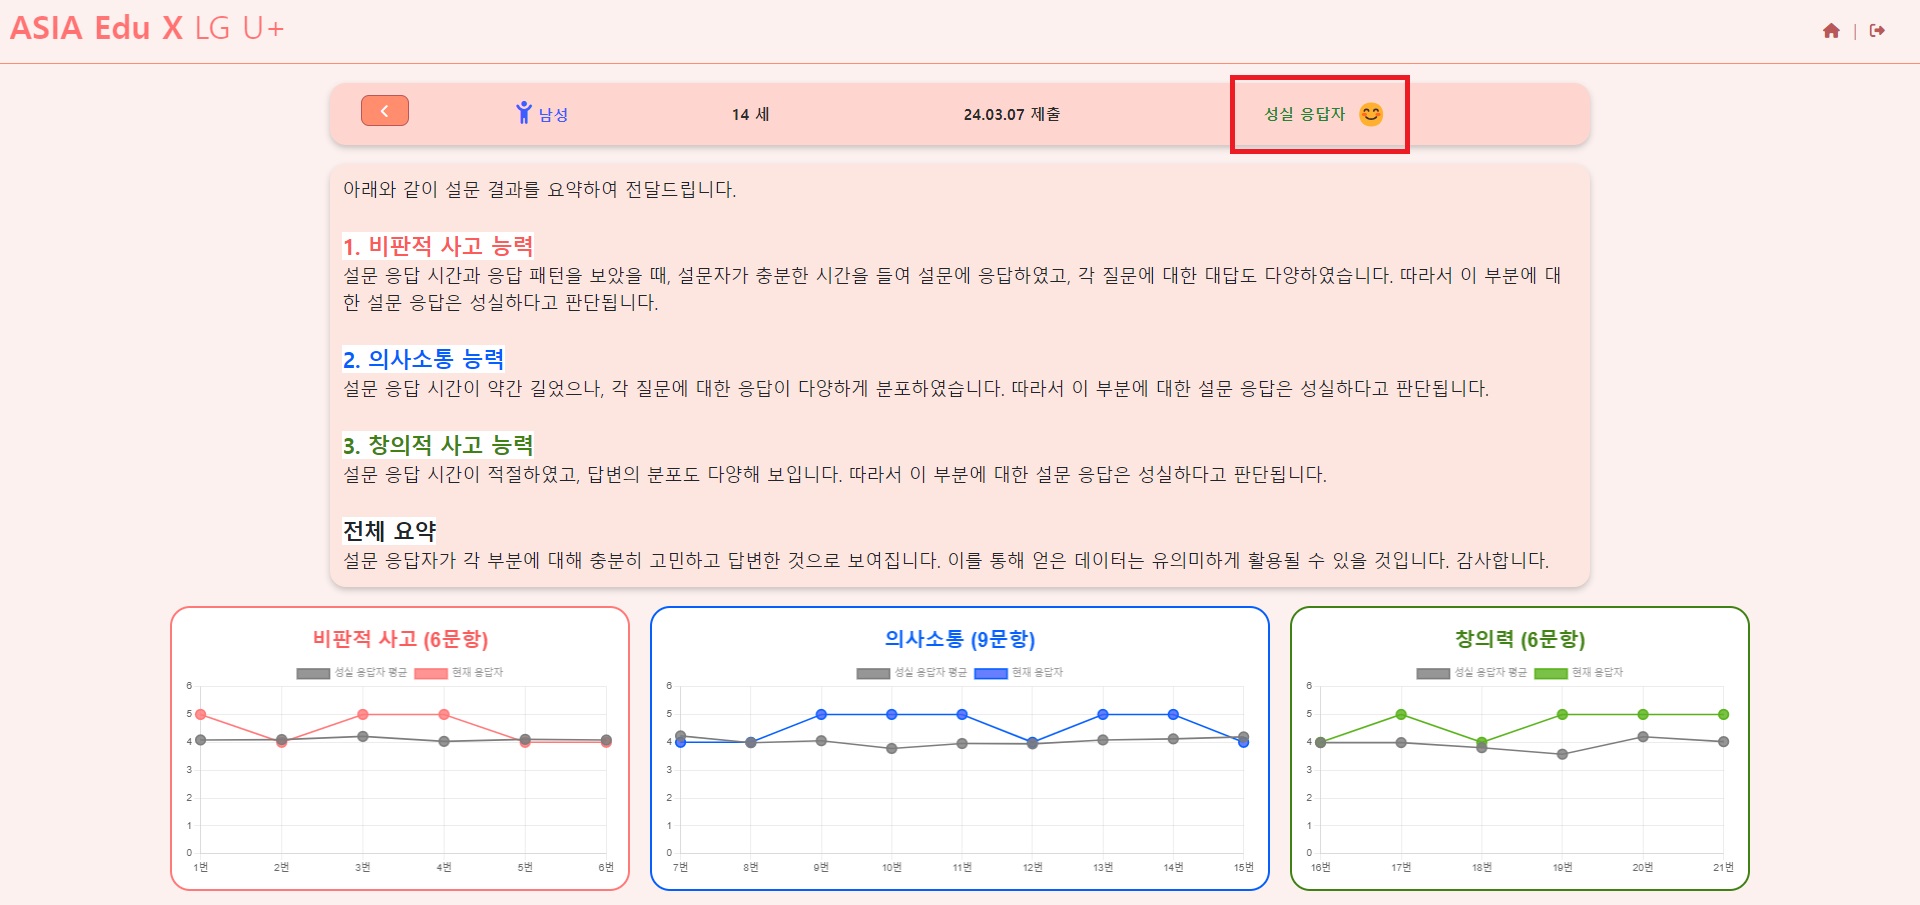 ASIA Edu X LG U+
|
남성
14 세
24.03.07 제출
성실 응답자
아래와 같이 설문 결과를 요약하여 전달드립니다.
1. 비판적 사고 능력
설문 응답 시간과 응답 패턴을 보았을 때, 설문자가 충분한 시간을 들여 설문에 응답하였고, 각 질문에 대한 대답도 다양하였습니다. 따라서 이 부분에 대
한 설문 응답은 성실하다고 판단됩니다.
2. 의사소통 능력
설문 응답 시간이 약간 길었으나, 각 질문에 대한 응답이 다양하게 분포하였습니다. 따라서 이 부분에 대한 설문 응답은 성실하다고 판단됩니다.
3. 창의적 사고 능력
설문 응답 시간이 적절하였고, 답변의 분포도 다양해 보입니다. 따라서 이 부분에 대한 설문 응답은 성실하다고 판단됩니다.
전체 요약
설문 응답자가 각 부분에 대해 충분히 고민하고 답변한 것으로 보여집니다. 이를 통해 얻은 데이터는 유의미하게 활용될 수 있을 것입니다. 감사합니다.
비판적 사고 (6문항)
성실 응답자 평균 현재 응답자
6
5
4
3
2
1
0
1번 2번 3번 4번 5번 6번
의사소통 (9문항)
성실 응답자 평균 현재 응답자
6
5
4
3
2
1
0
7번 8번 9번 10번 11번 12번 13번 14번 15번
창의력 (6문항)
성실 응답자 평균 현재 응답자
6
5
4
3
2
1
0
16번 17번 18번 19번 20번 21번